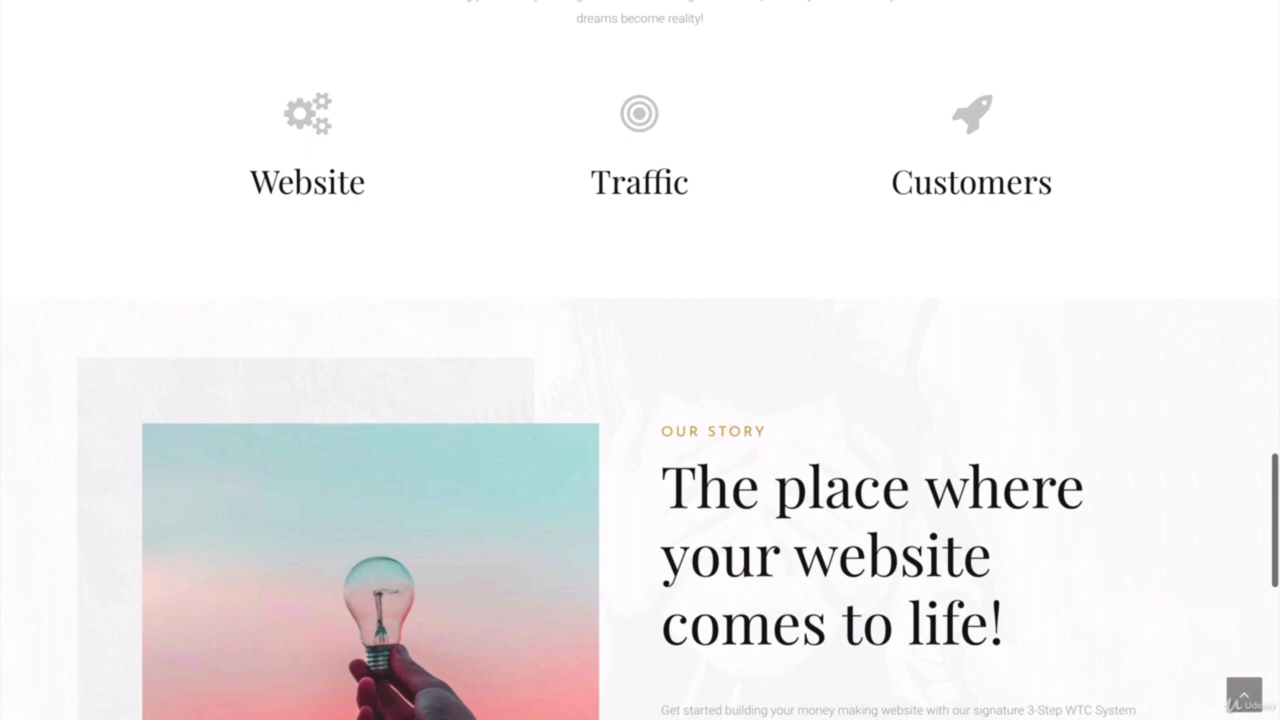 dreams become reality!
Website
Traffic
Customers
OUR STORY
The place where
your website
comes to life!
Get started building your money making website with our signature 3-Step WTC System
Udemy